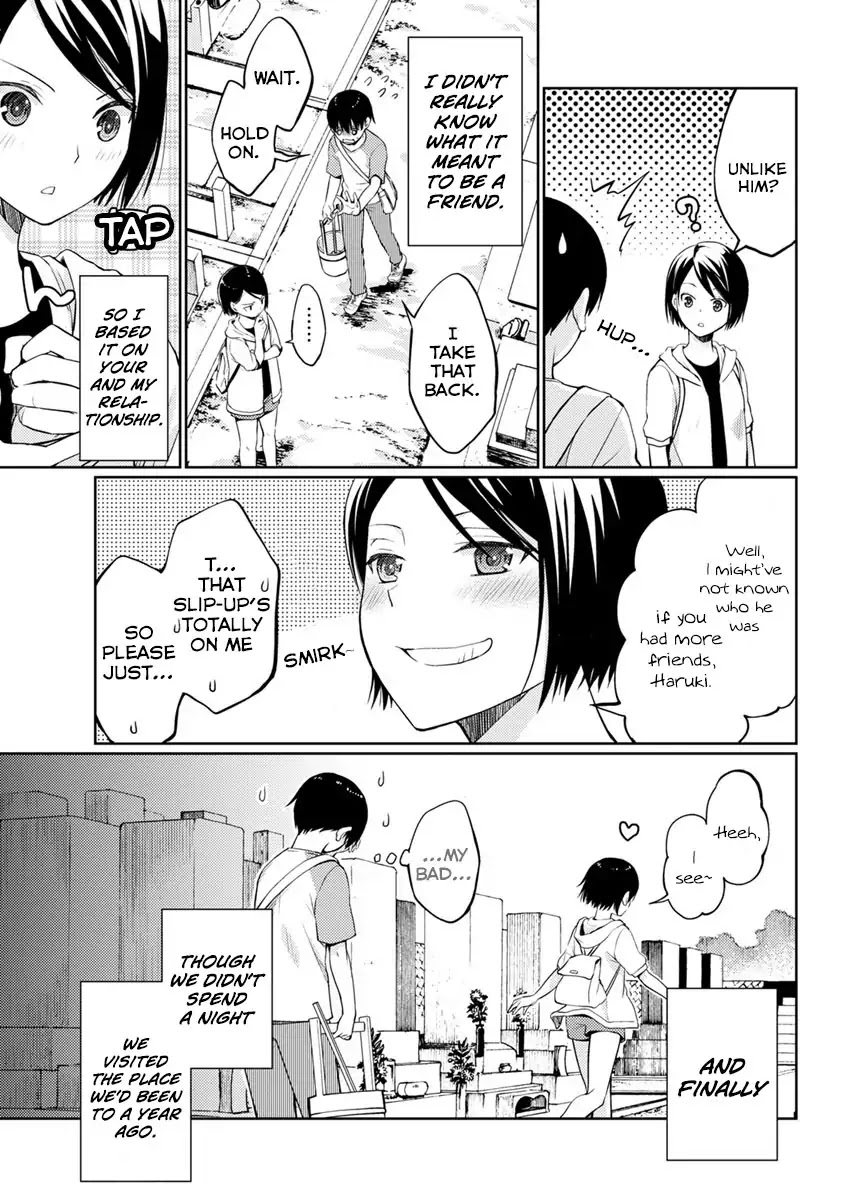 UNLIKE
HIM?
HUP...
I DIDN'T
REALLY
KNOW
WHAT IT
MEANT
TO BE A
FRIEND.
WAIT.
HOLD
ON.
....
I
TAKE
THAT
BACK.
TAP
SO I
BASED
IT ON
YOUR
AND MY
RELA-
TIONSHIP.
Well,
I might've
not known
who he
was
if you
had more
friends,
Haruki.
SMIRK~
T...
THAT
SLIP-UP'S
TOTALLY
ON ME
SO
PLEASE
JUST...
Heeh,
I
see~
...MY
BAD...
AND
FINALLY
THOUGH
WE DIDN'T
SPEND
A NIGHT
WE
VISITED
THE PLACE
WE'D BEEN
TO A YEAR
AGO.